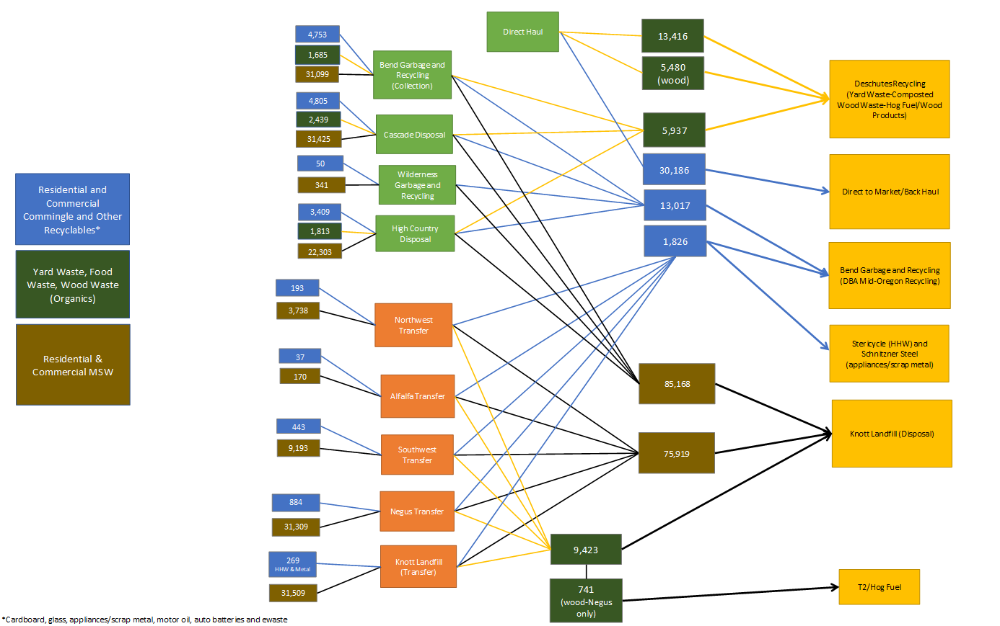 Direct Haul
4,753
1,685
31,099
Bend Garbage and
Recycling
(Collection)
13,416
5,480
(wood)
Deschutes Recycling
(Yard Waste-Composted
Wood Waste-Hog Fuel/Wood
Products)
4,805
2,439
31,425
Cascade Disposal
5,937
50
341
Wilderness
Garbage and
Recycling
30,186
Direct to Market/Back Haul
Residential and
Commercial
Commingle and Other
Recyclables*
3,409
1,813
22,303
High Country
Disposal
13,017
1,826
Yard Waste, Food
Waste, Wood Waste
(Organics)
Bend Garbage and Recycling
(DBA Mid-Oregon Recycling)
193
3,738
Northwest
Transfer
Residential &
Commercial MSW
Stericycle (HHW) and
Schnitzner Steel
(appliances/scrap metal)
37
170
Alfalfa Transfer
85,168
443
9,193
Southwest
Transfer
75,919
Knott Landfill (Disposal)
884
31,309
Negus Transfer
269
HHW & Metal
31,509
Knott Landfill
(Transfer)
9,423
741
(wood-Negus
only)
T2/Hog Fuel
*Cardboard, glass, appliances/scrap metal, motor oil, auto batteries and ewaste